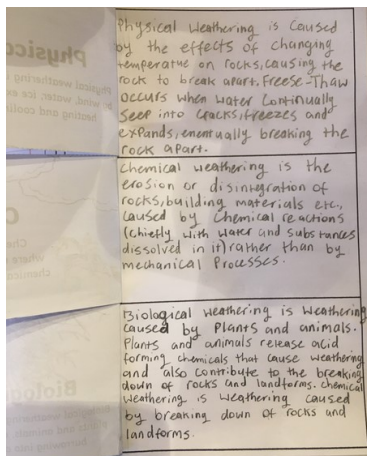 Physical weathering is caused
by the effects of changing
temperatue on rocks, causing the
rock to break apart. Freese-Thaw
occurs when water continually
seep into cracks, freezes and
expands, enentually breaking the
rock apart.
Chemical weathering is the
erosion or disintegration of
rocks, building materials etc.,
caused by chemical reactions
(chiefly with water and substances
dissolved in it) rather than by
mechanical Processes.
Biological weathering is weathering
caused by Plants and animals.
Plants and animals release acid
forming chemicals that cause weathering
and also contribute to the breaking
down of rocks and landforms. chemical
weathering is weathering caused
by breaking down of rocks and
landforms.